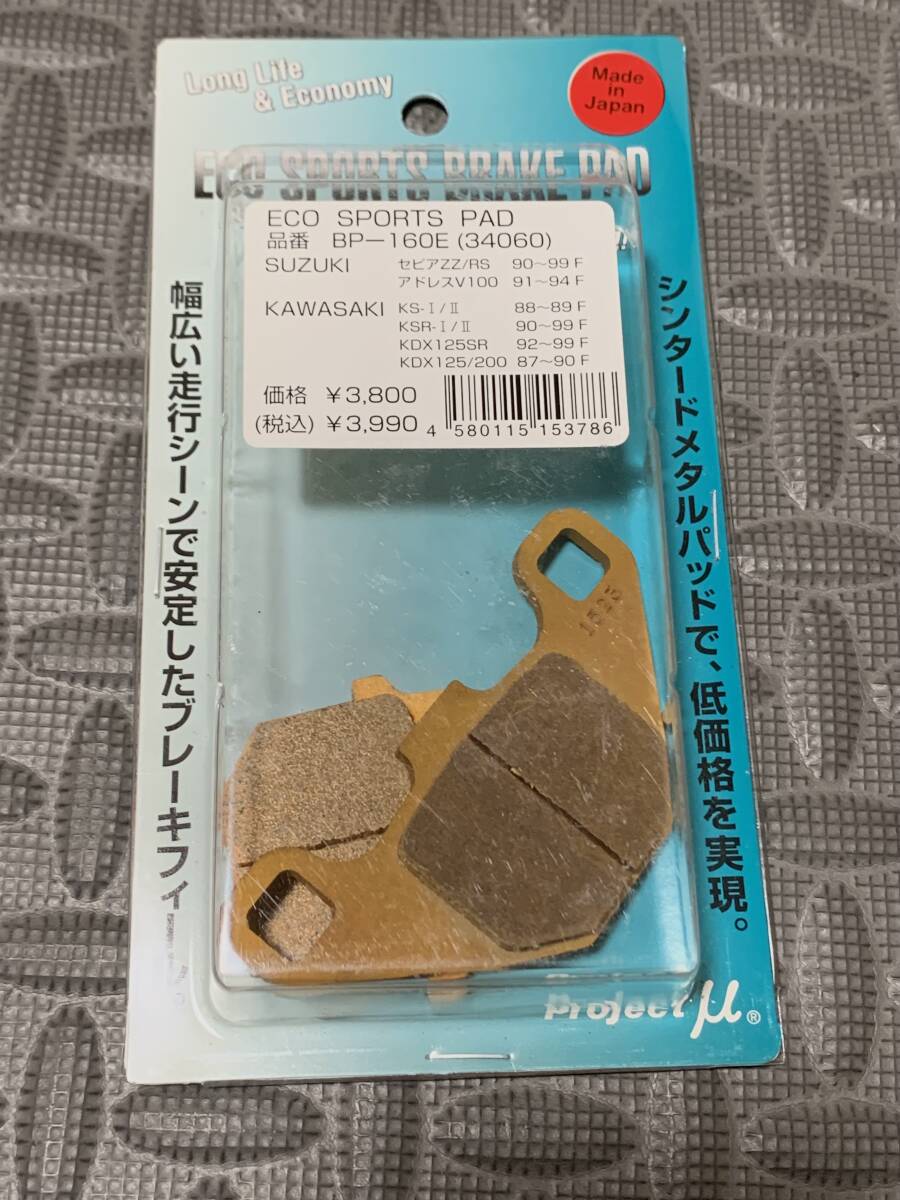 Long Life
& Economy
Made
in
Japan
ECO SPORTS BRAKE PAD
ECO SPORTS PAD
品番 BP-160E (34060)
SUZUKI セピアZZ/RS 90~99 F
アドレスV100 91~94 F
KAWASAKI KS-Ⅰ/Ⅱ 88~89 F
KSR-Ⅰ/Ⅱ 90~99 F
KDX125SR 92~99 F
KDX125/200 87~90 F
価格 ¥3,800
(税込) ¥3,990
4 580115 153786
シンタードメタルパッドで、低価格を実現。
幅広い走行シーンで安定したブレーキフィ
1525
Project μ®